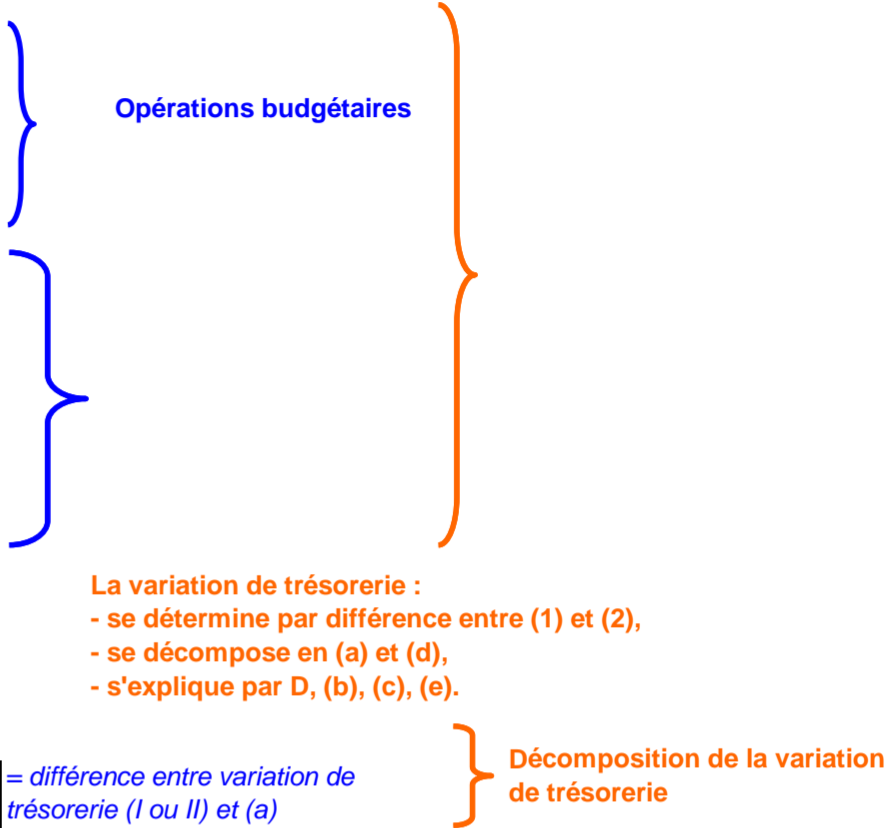 Opérations budgétaires
La variation de trésorerie :
- se détermine par différence entre (1) et (2),
- se décompose en (a) et (d),
- s'explique par D, (b), (c), (e).
= différence entre variation de
trésorerie (I ou II) et (a)
Décomposition de la variation
de trésorerie